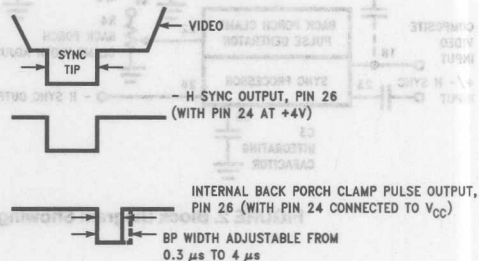 VIDEO
SYNC
TIP
- H SYNC OUTPUT, PIN 26
(WITH PIN 24 AT +4V)
INTERNAL BACK PORCH CLAMP PULSE OUTPUT,
PIN 26 (WITH PIN 24 CONNECTED TO VCC)
BP WIDTH ADJUSTABLE FROM
0.3 μs TO 4 μs